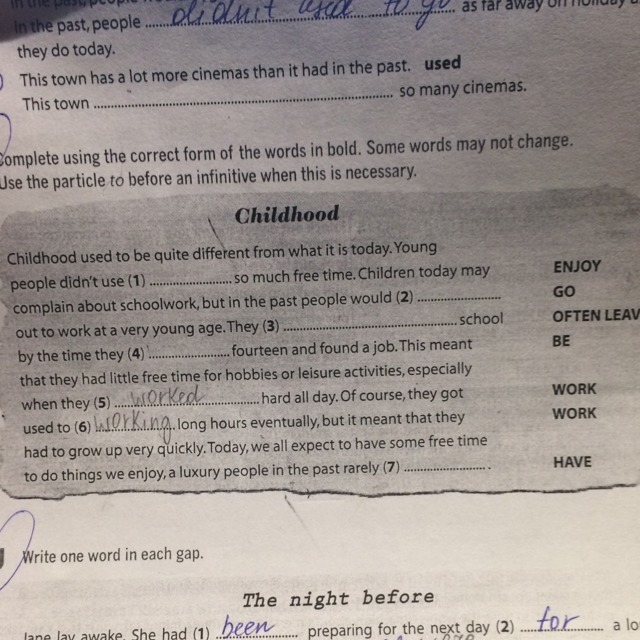 In the past, people ...... didn't used to go ...... as far away on holiday
they do today.
This town has a lot more cinemas than it had in the past. used
This town ............................................ so many cinemas.
Complete using the correct form of the words in bold. Some words may not change.
Use the particle to before an infinitive when this is necessary.
Childhood
Childhood used to be quite different from what it is today. Young
people didn't use (1) ........................ so much free time. Children today may ENJOY
complain about schoolwork, but in the past people would (2) ........................ GO
out to work at a very young age. They (3) ................................................ school OFTEN LEAV
by the time they (4) ........................ fourteen and found a job. This meant BE
that they had little free time for hobbies or leisure activities, especially
when they (5) ...... worked ............ hard all day. Of course, they got WORK
used to (6) working long hours eventually, but it meant that they WORK
had to grow up very quickly. Today, we all expect to have some free time
to do things we enjoy, a luxury people in the past rarely (7) ........................ . HAVE
Write one word in each gap.
The night before
Jane lay awake. She had (1) ... been ... preparing for the next day (2) ... for ... a lo